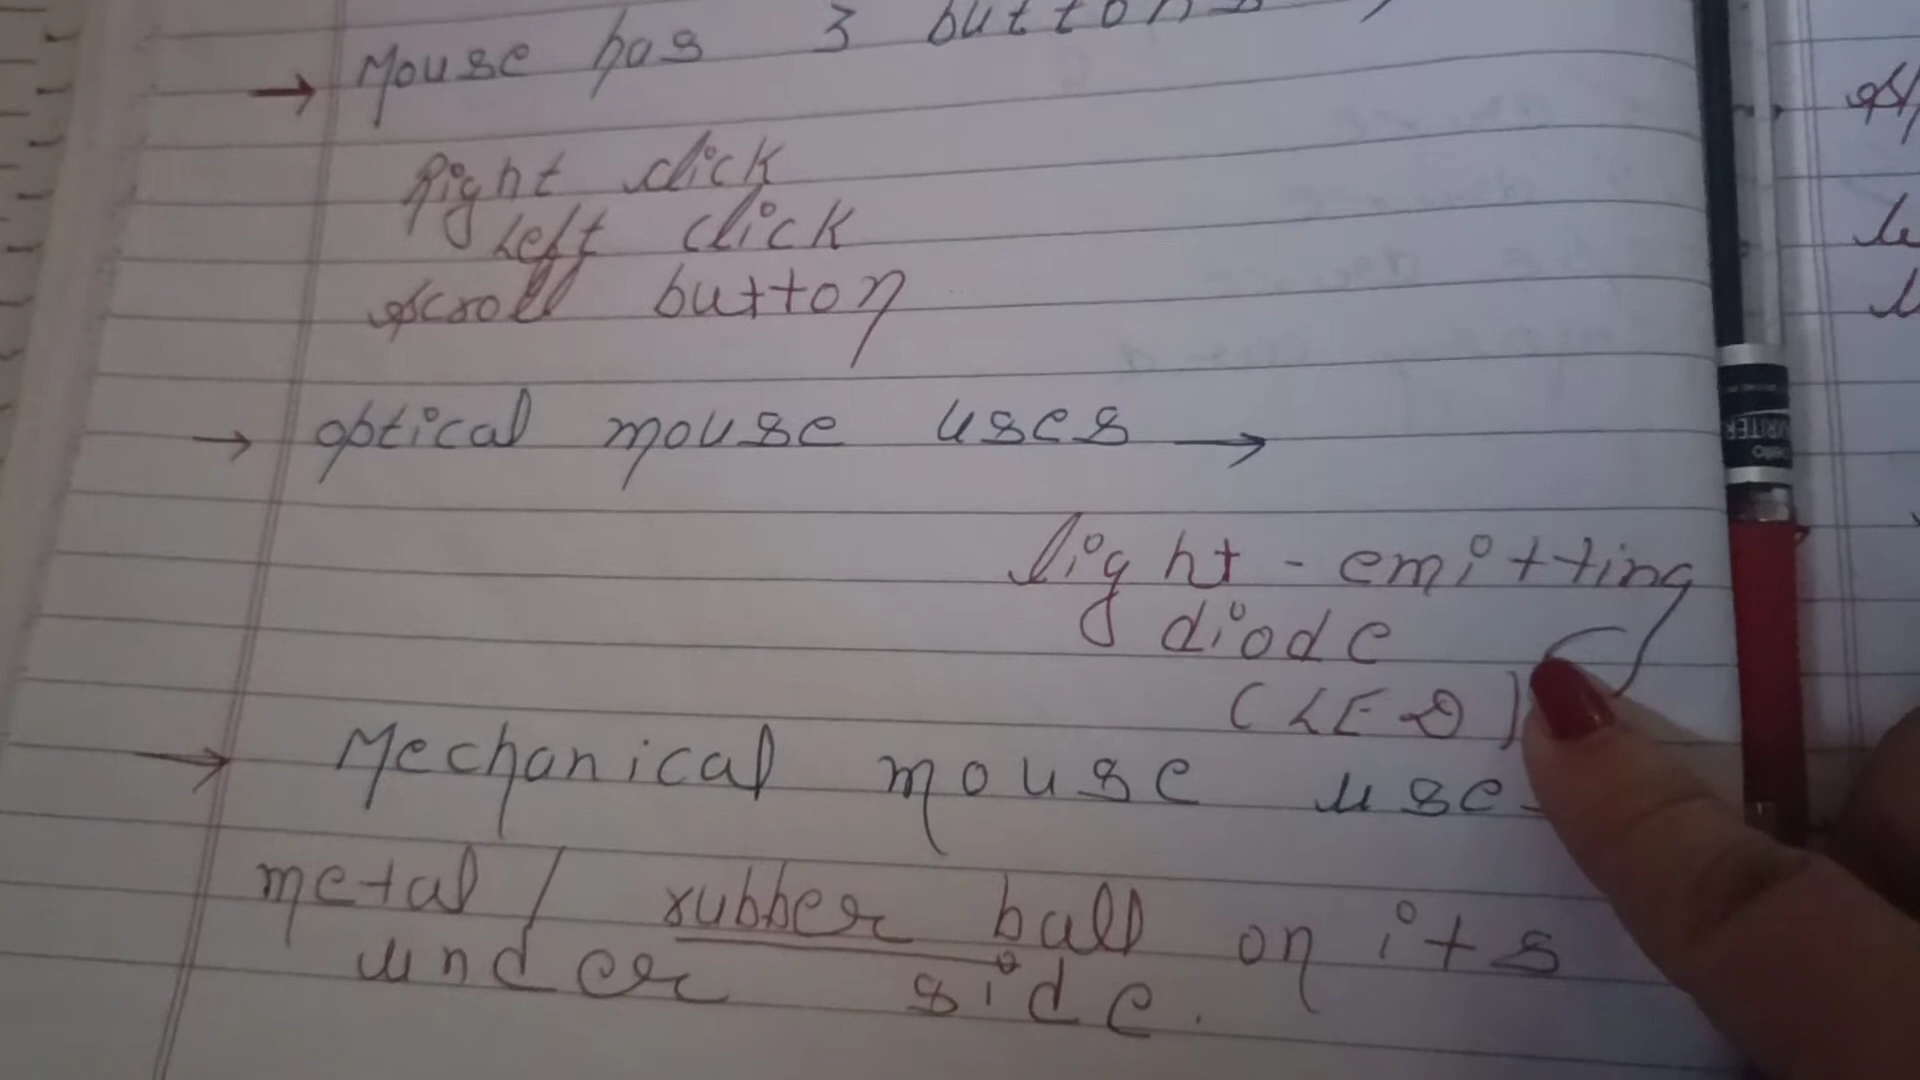 → Mouse has 3 buttons
Right click
Left click
scroll button
→ optical mouse uses →
light - emitting
diode
(LED)
→ Mechanical mouse uses
metal / rubber ball on its
under side.